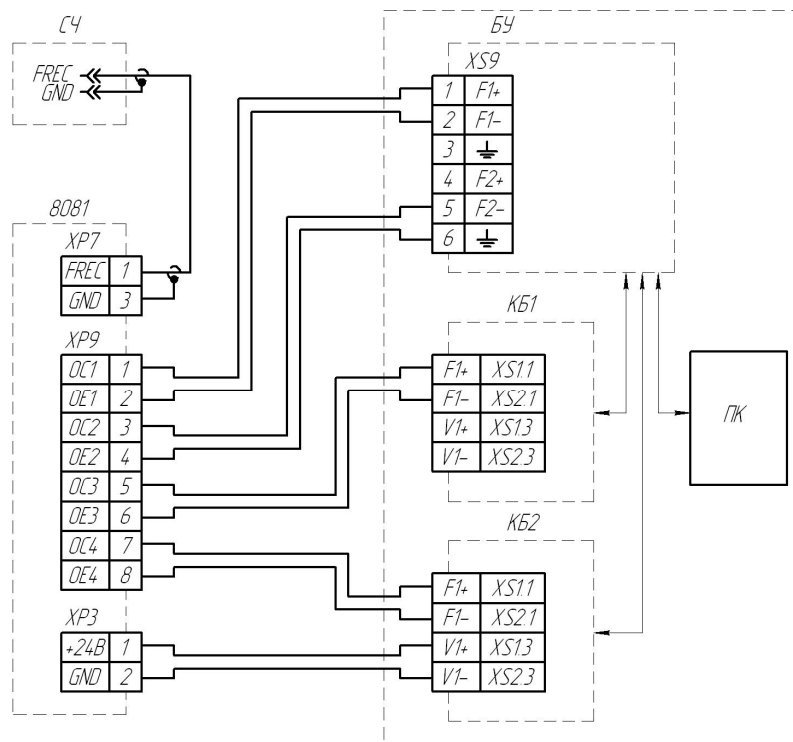 СЧ
FREC
GND
8081
XP7
FREC 1
GND 3
XP9
OC1 1
OE1 2
OC2 3
OE2 4
OC3 5
OE3 6
OC4 7
OE4 8
XP3
+24В 1
GND 2
БУ
XS9
1 F1+
2 F1–
3
4 F2+
5 F2–
6
КБ1
F1+ XS1.1
F1– XS2.1
V1+ XS1.3
V1– XS2.3
ПК
КБ2
F1+ XS1.1
F1– XS2.1
V1+ XS1.3
V1– XS2.3